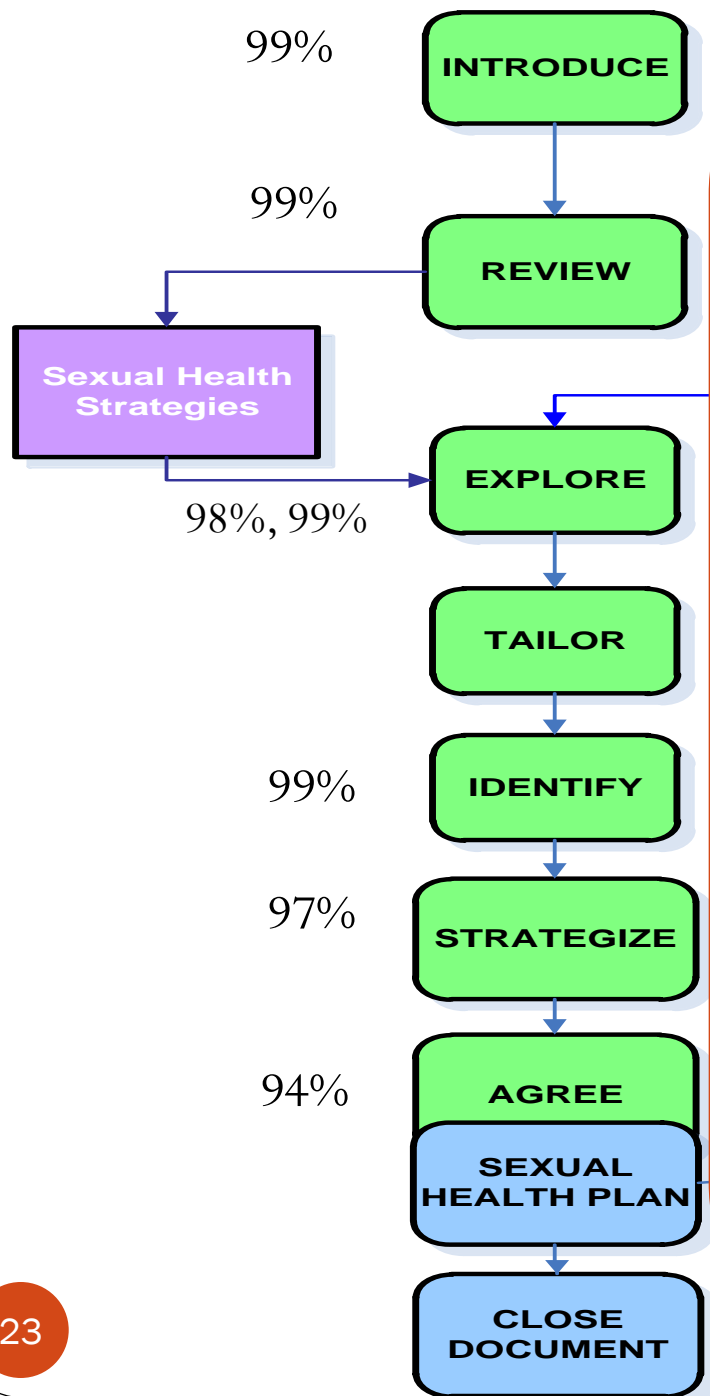 99%
INTRODUCE
99%
REVIEW
Sexual Health
Strategies
EXPLORE
98%, 99%
TAILOR
99%
IDENTIFY
97%
STRATEGIZE
94%
AGREE
SEXUAL
HEALTH PLAN
23
CLOSE
DOCUMENT